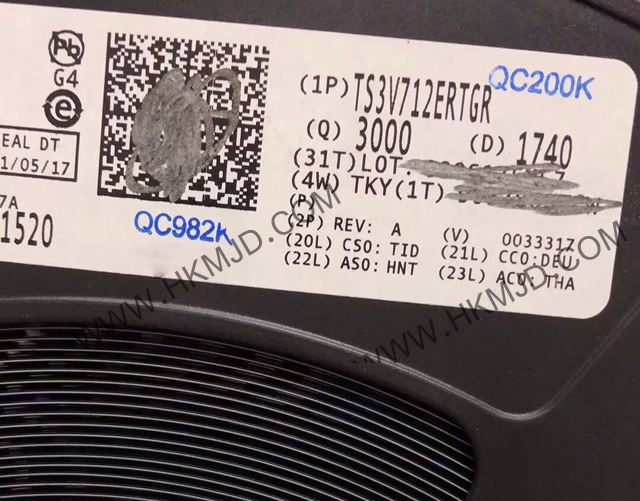 Pb
G4
e
EAL DT
1/05/17
7A
1520
QC982K
QC200K
(1P) TS3V712ERTGR
(Q) 3000 (D) 1740
(31T) LOT:
(4W) TKY (1T)
(P)
(2P) REV: A (V) 0033317
(20L) CSO: TID (21L) CCO: DEU
(22L) ASO: HNT (23L) ACO: THA
WWW.HKMJD.COM
WWW.HKMJD.COM